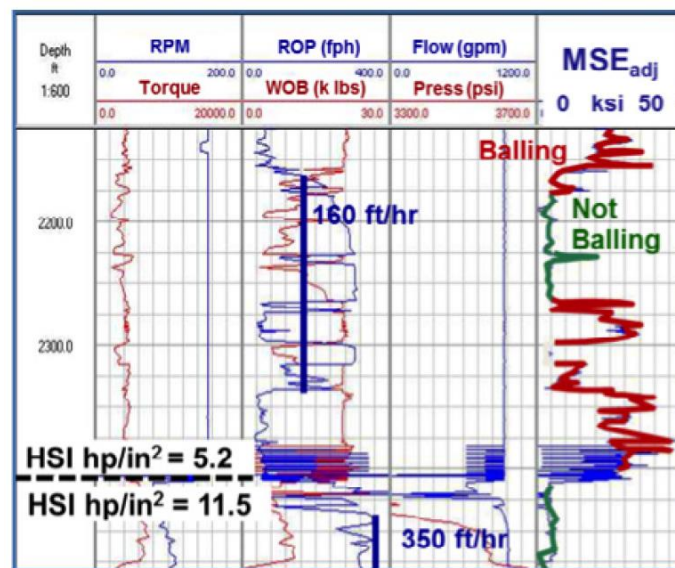 Depth
ft
1:600
RPM
0.0 200.0
Torque
0.0 20000.0
ROP (fph)
0.0 400.0
WOB (k lbs)
0.0 30.0
Flow (gpm)
0.0 1200.0
Press (psi)
3300.0 3700.0
MSEadj
0 ksi 50
Balling
160 ft/hr
2200.0
Not
Balling
2300.0
HSI hp/in² = 5.2
HSI hp/in² = 11.5
350 ft/hr